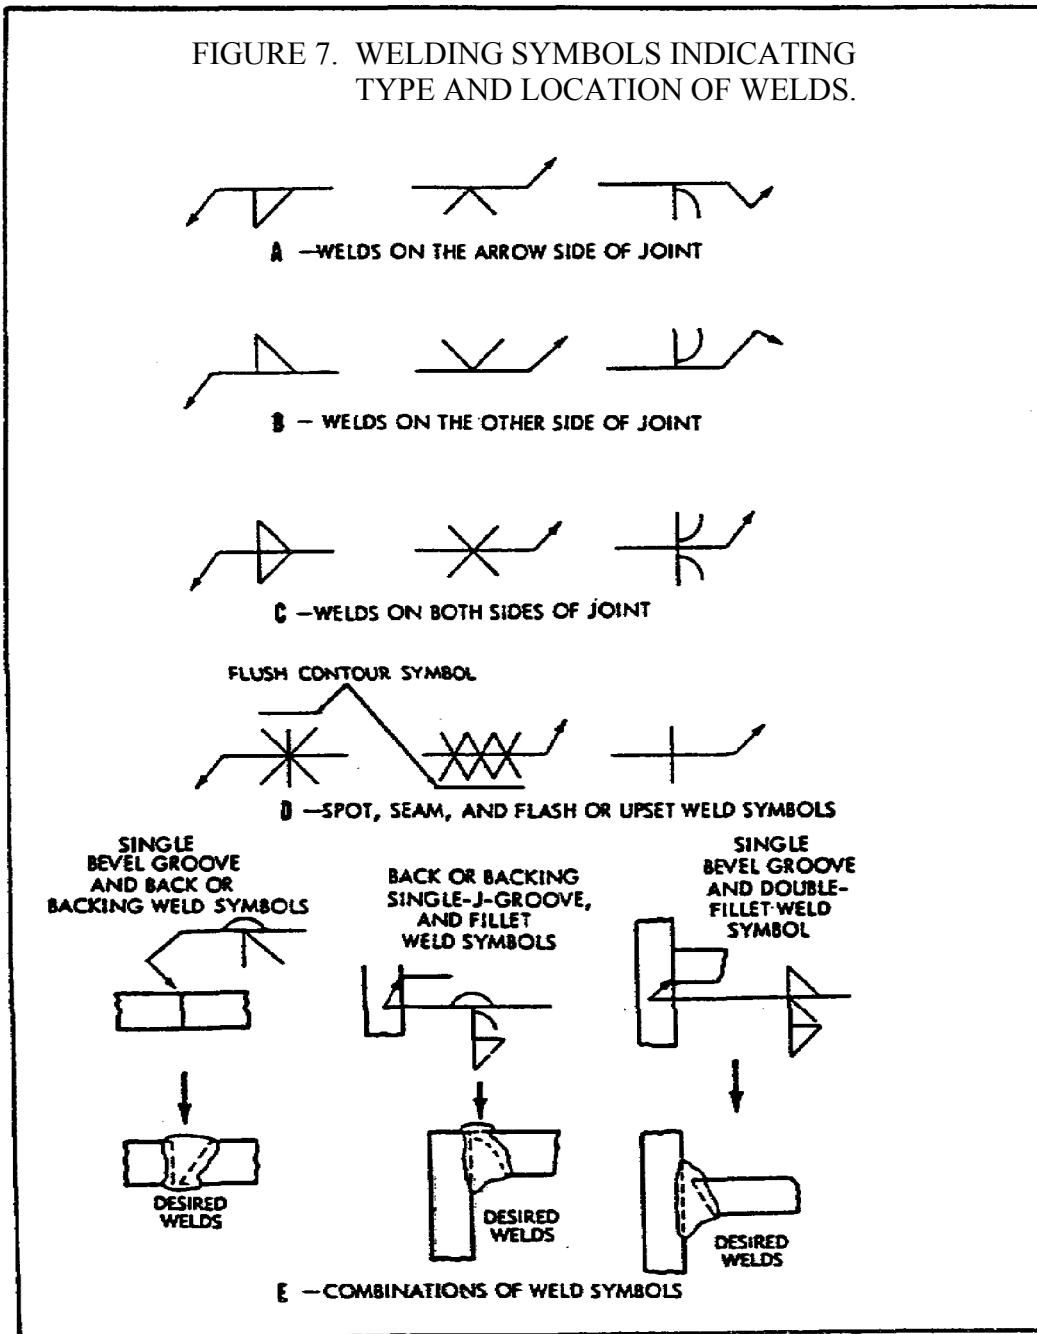 FIGURE 7. WELDING SYMBOLS INDICATING
TYPE AND LOCATION OF WELDS.
A —WELDS ON THE ARROW SIDE OF JOINT
B — WELDS ON THE OTHER SIDE OF JOINT
C —WELDS ON BOTH SIDES OF JOINT
FLUSH CONTOUR SYMBOL
D —SPOT, SEAM, AND FLASH OR UPSET WELD SYMBOLS
SINGLE
BEVEL GROOVE
AND BACK OR
BACKING WELD SYMBOLS
BACK OR BACKING
SINGLE-J-GROOVE,
AND FILLET
WELD SYMBOLS
SINGLE
BEVEL GROOVE
AND DOUBLE-
FILLET-WELD
SYMBOL
DESIRED
WELDS
DESIRED
WELDS
DESIRED
WELDS
E —COMBINATIONS OF WELD SYMBOLS